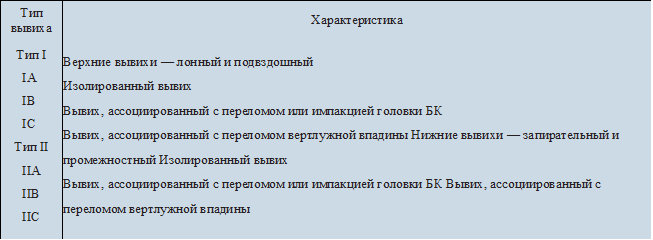 Тип
вывиха
Характеристика
Тип I
IA
IB
IC
Тип II
IIA
IIB
IIC
Верхние вывихи — лонный и подвздошный
Изолированный вывих
Вывих, ассоциированный с переломом или импакцией головки БК
Вывих, ассоциированный с переломом вертлужной впадины Нижние вывихи — запирательный и
промежностный Изолированный вывих
Вывих, ассоциированный с переломом или импакцией головки БК Вывих, ассоциированный с
переломом вертлужной впадины